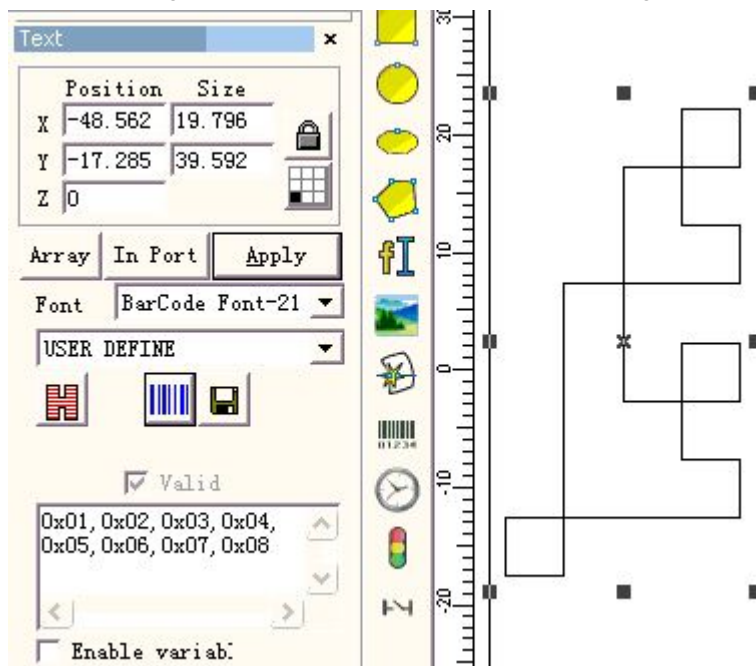 Text
Position Size
X -48.562 19.796
Y -17.285 39.592
Z 0
Array In Port Apply
Font BarCode Font-21
USER DEFINE
Valid
0x01, 0x02, 0x03, 0x04,
0x05, 0x06, 0x07, 0x08
Enable variab
fI
01234
30
20
10
0
-10
-20